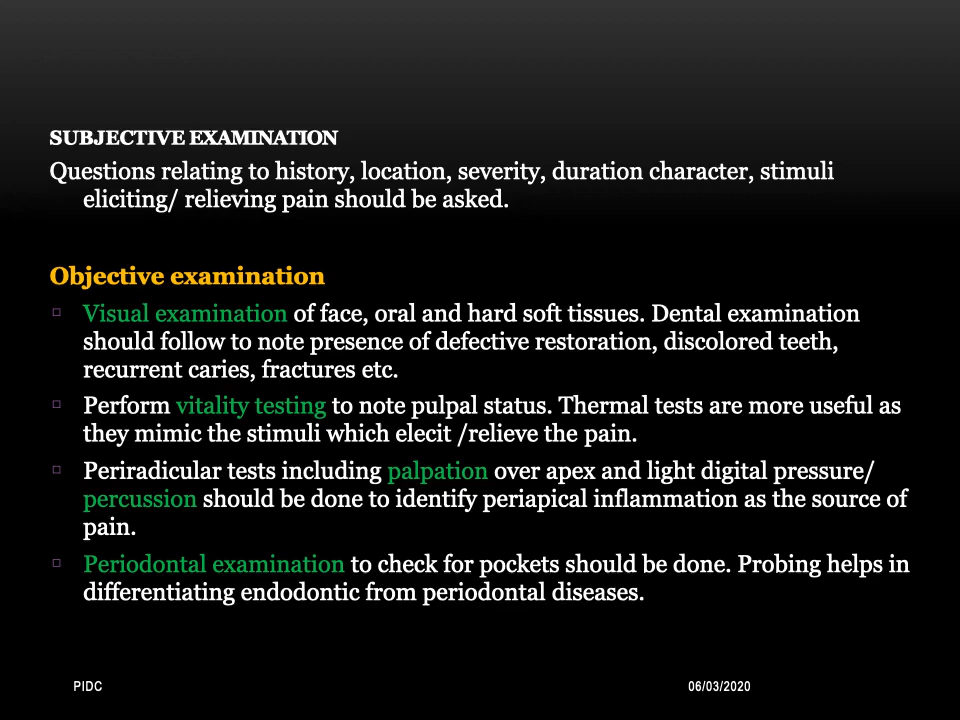 SUBJECTIVE EXAMINATION
Questions relating to history, location, severity, duration character, stimuli
eliciting/ relieving pain should be asked.
Objective examination
Visual examination of face, oral and hard soft tissues. Dental examination
should follow to note presence of defective restoration, discolored teeth,
recurrent caries, fractures etc.
Perform vitality testing to note pulpal status. Thermal tests are more useful as
they mimic the stimuli which elecit /relieve the pain.
Periradicular tests including palpation over apex and light digital pressure/
percussion should be done to identify periapical inflammation as the source of
pain.
Periodontal examination to check for pockets should be done. Probing helps in
differentiating endodontic from periodontal diseases.
PIDC
06/03/2020